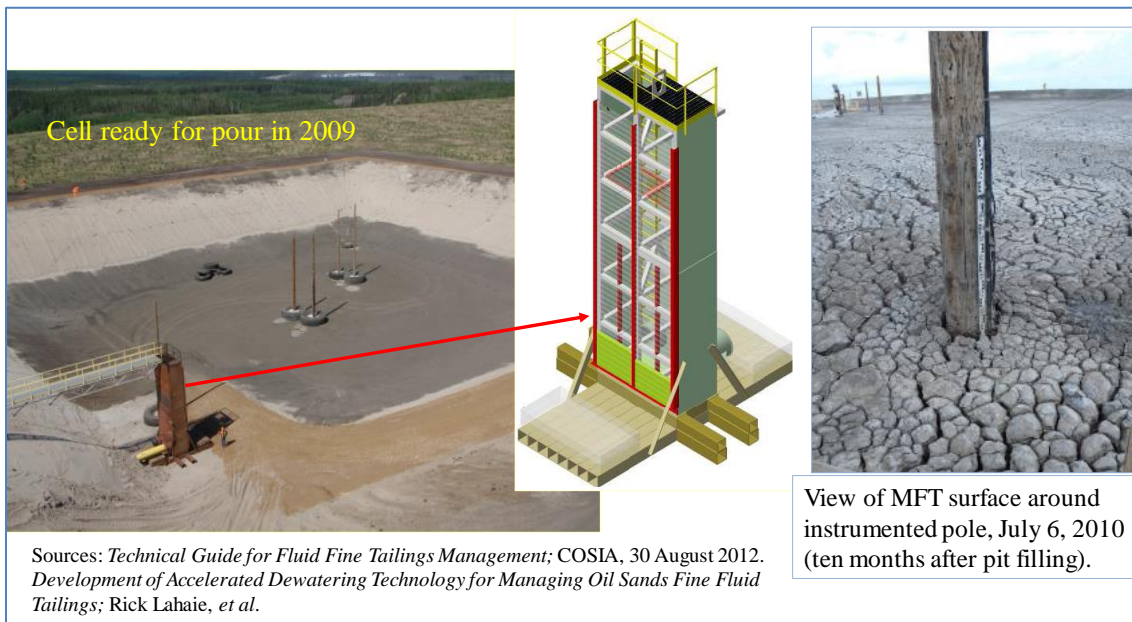 Cell ready for pour in 2009
View of MFT surface around
instrumented pole, July 6, 2010
(ten months after pit filling).
Sources: Technical Guide for Fluid Fine Tailings Management; COSIA, 30 August 2012.
Development of Accelerated Dewatering Technology for Managing Oil Sands Fine Fluid
Tailings; Rick Lahaie, et al.